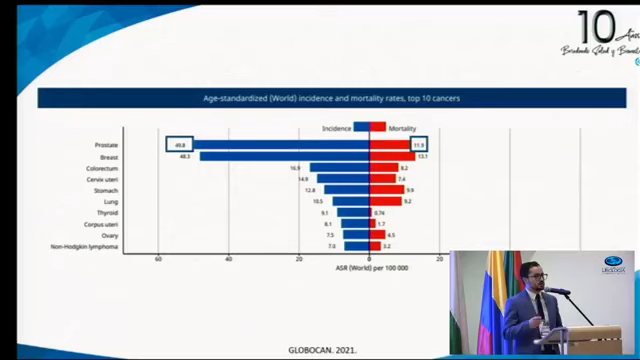 10 Años
Brindando Salud y Bienestar
Age-standardized (World) incidence and mortality rates, top 10 cancers
Incidence Mortality
Prostate 49.8 11.9
Breast 48.3 13.1
Colorectum 16.9 8.2
Cervix uteri 14.9 7.4
Stomach 12.8 9.9
Lung 10.5 9.2
Thyroid 9.1 0.74
Corpus uteri 8.1 1.7
Ovary 7.5 4.5
Non-Hodgkin lymphoma 7.0 3.2
60 40 20 0 20
ASR (World) per 100 000
GLOBOCAN. 2021.